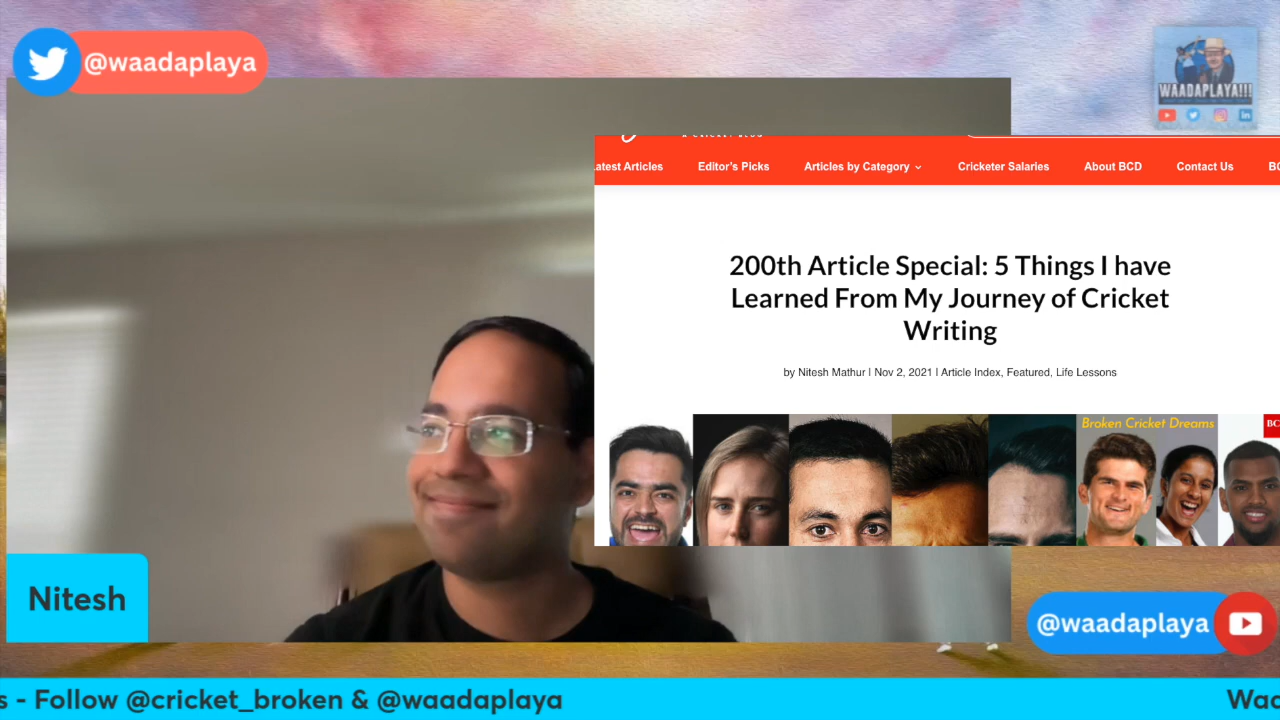 @waadaplaya
WAADAPLAYA!!!
atest Articles
Editor's Picks
Articles by Category
Cricketer Salaries
About BCD
Contact Us
BC
200th Article Special: 5 Things I have
Learned From My Journey of Cricket
Writing
by Nitesh Mathur | Nov 2, 2021 | Article Index, Featured, Life Lessons
Broken Cricket Dreams
BC
Nitesh
@waadaplaya
s - Follow @cricket_broken & @waadaplaya
Waa